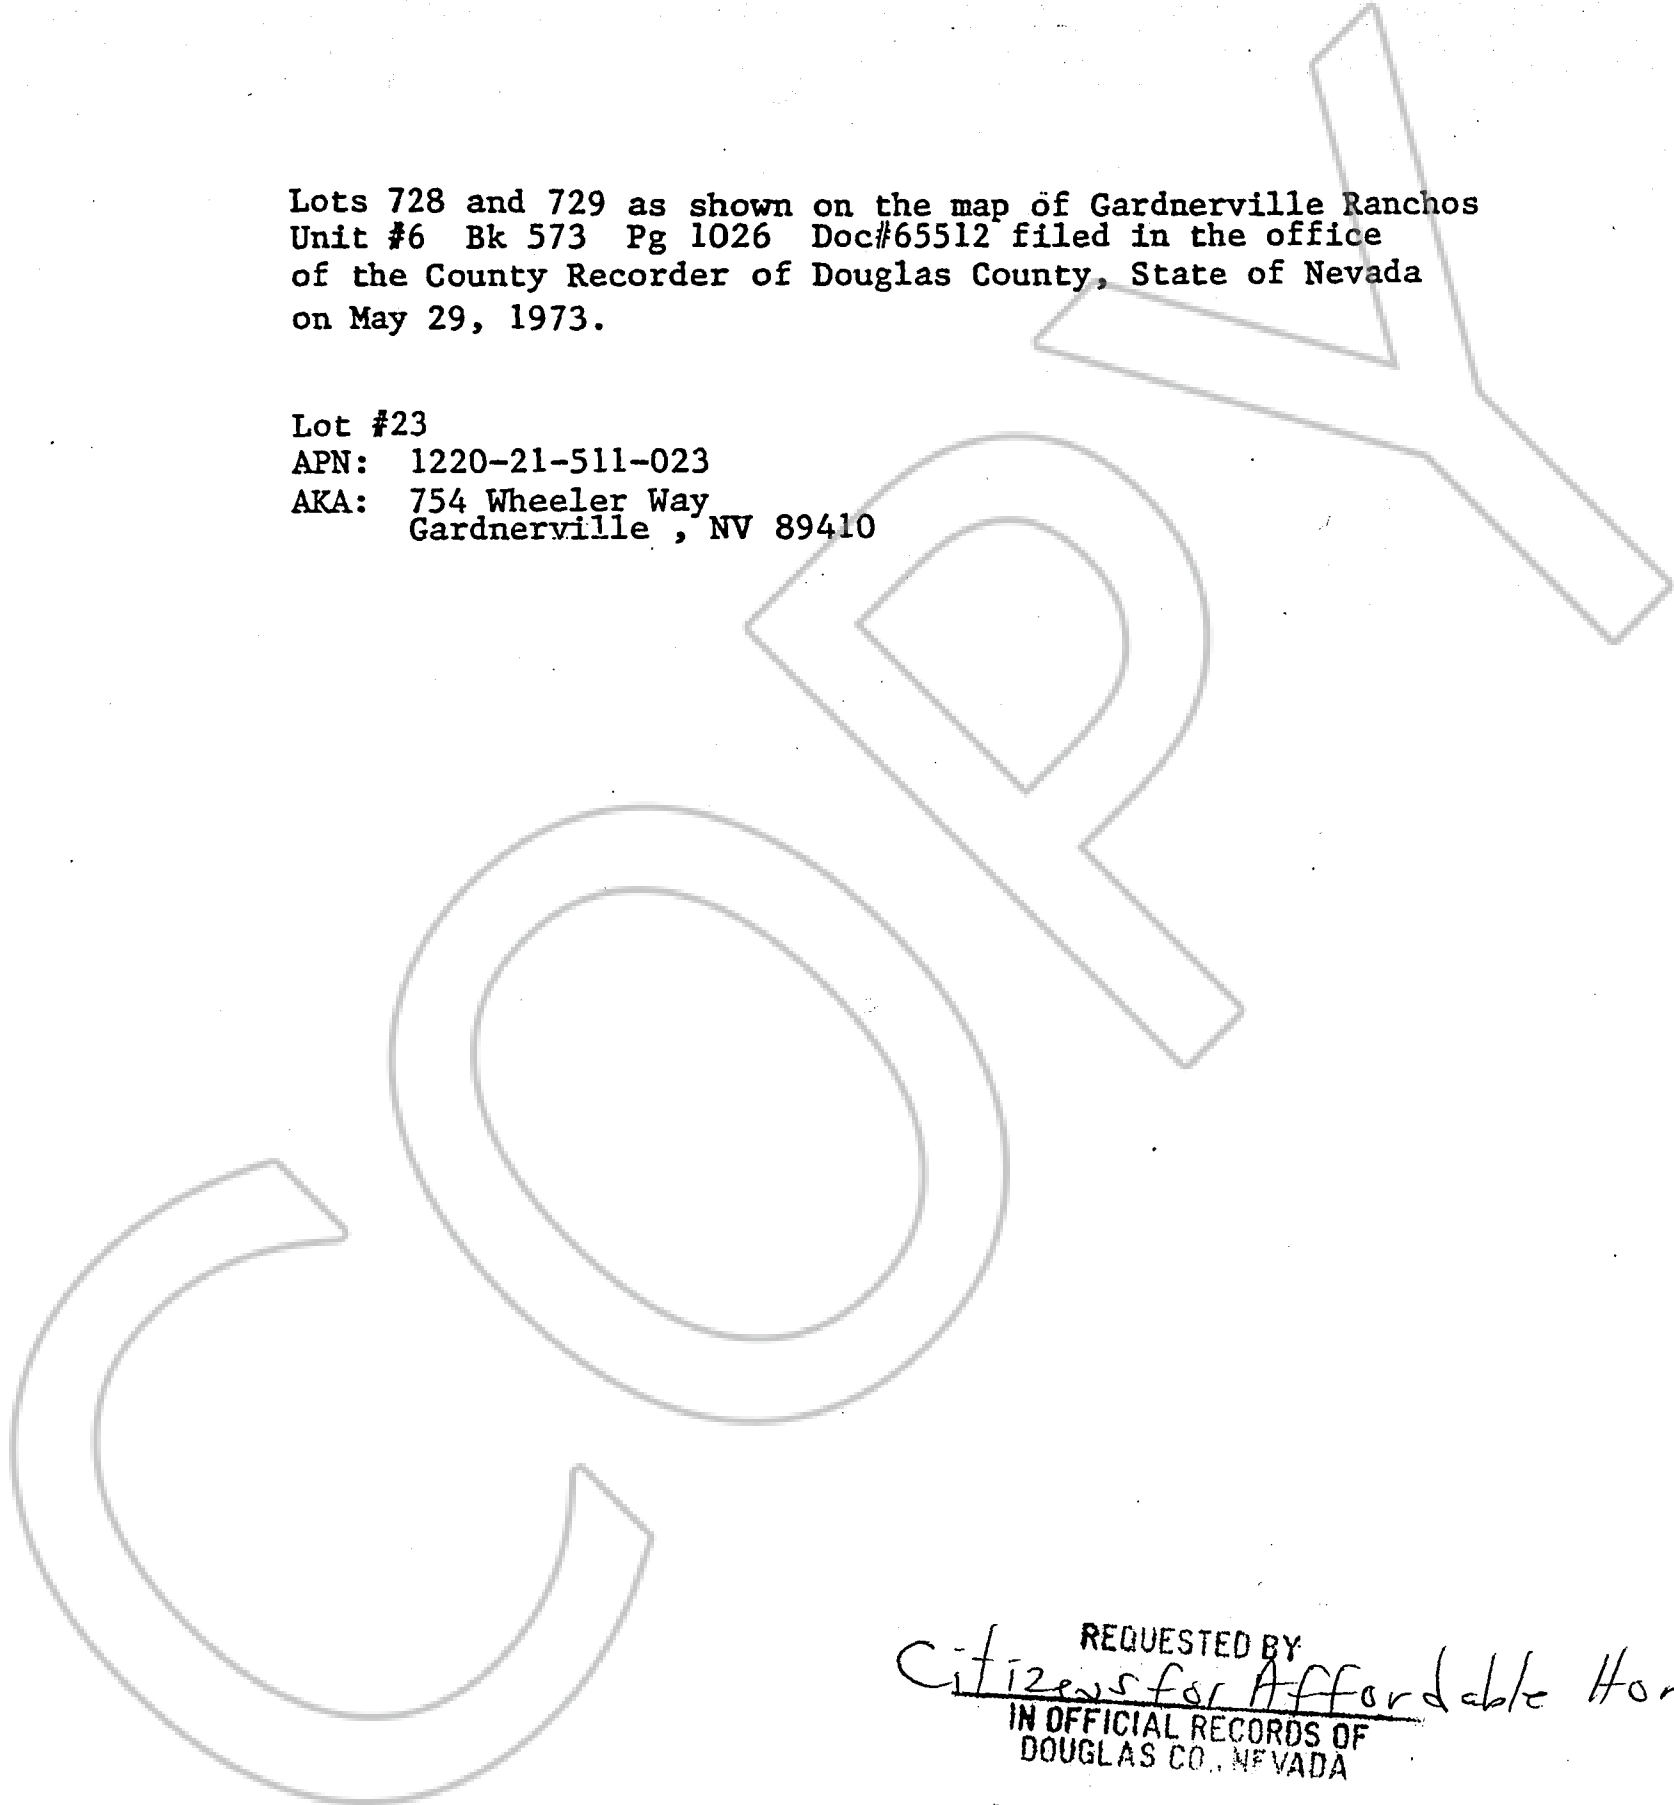 Lots 728 and 729 as shown on the map of Gardnerville Ranchos
Unit #6 Bk 573 Pg 1026 Doc#65512 filed in the office
of the County Recorder of Douglas County, State of Nevada
on May 29, 1973.
Lot #23
APN: 1220-21-511-023
AKA: 754 Wheeler Way
Gardnerville , NV 89410
COPY
REQUESTED BY
Citizens for Affordable
IN OFFICIAL RECORDS OF
DOUGLAS CO., NEVADA